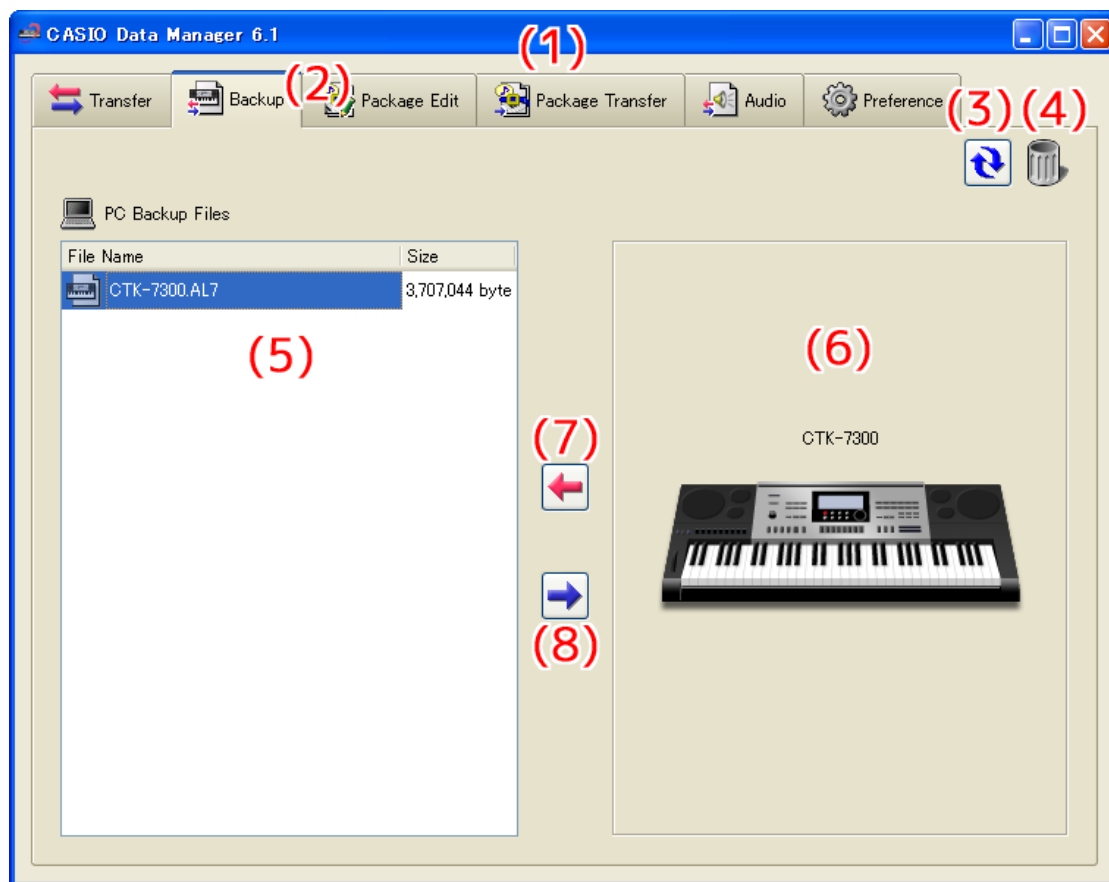 CASIO Data Manager 6.1
(1)
Transfer
Backup
(2)
Package Edit
Package Transfer
Audio
Preference
(3)
(4)
PC Backup Files
File Name
Size
CTK-7300.AL7
3,707,044 byte
(5)
(6)
(7)
CTK-7300
(8)